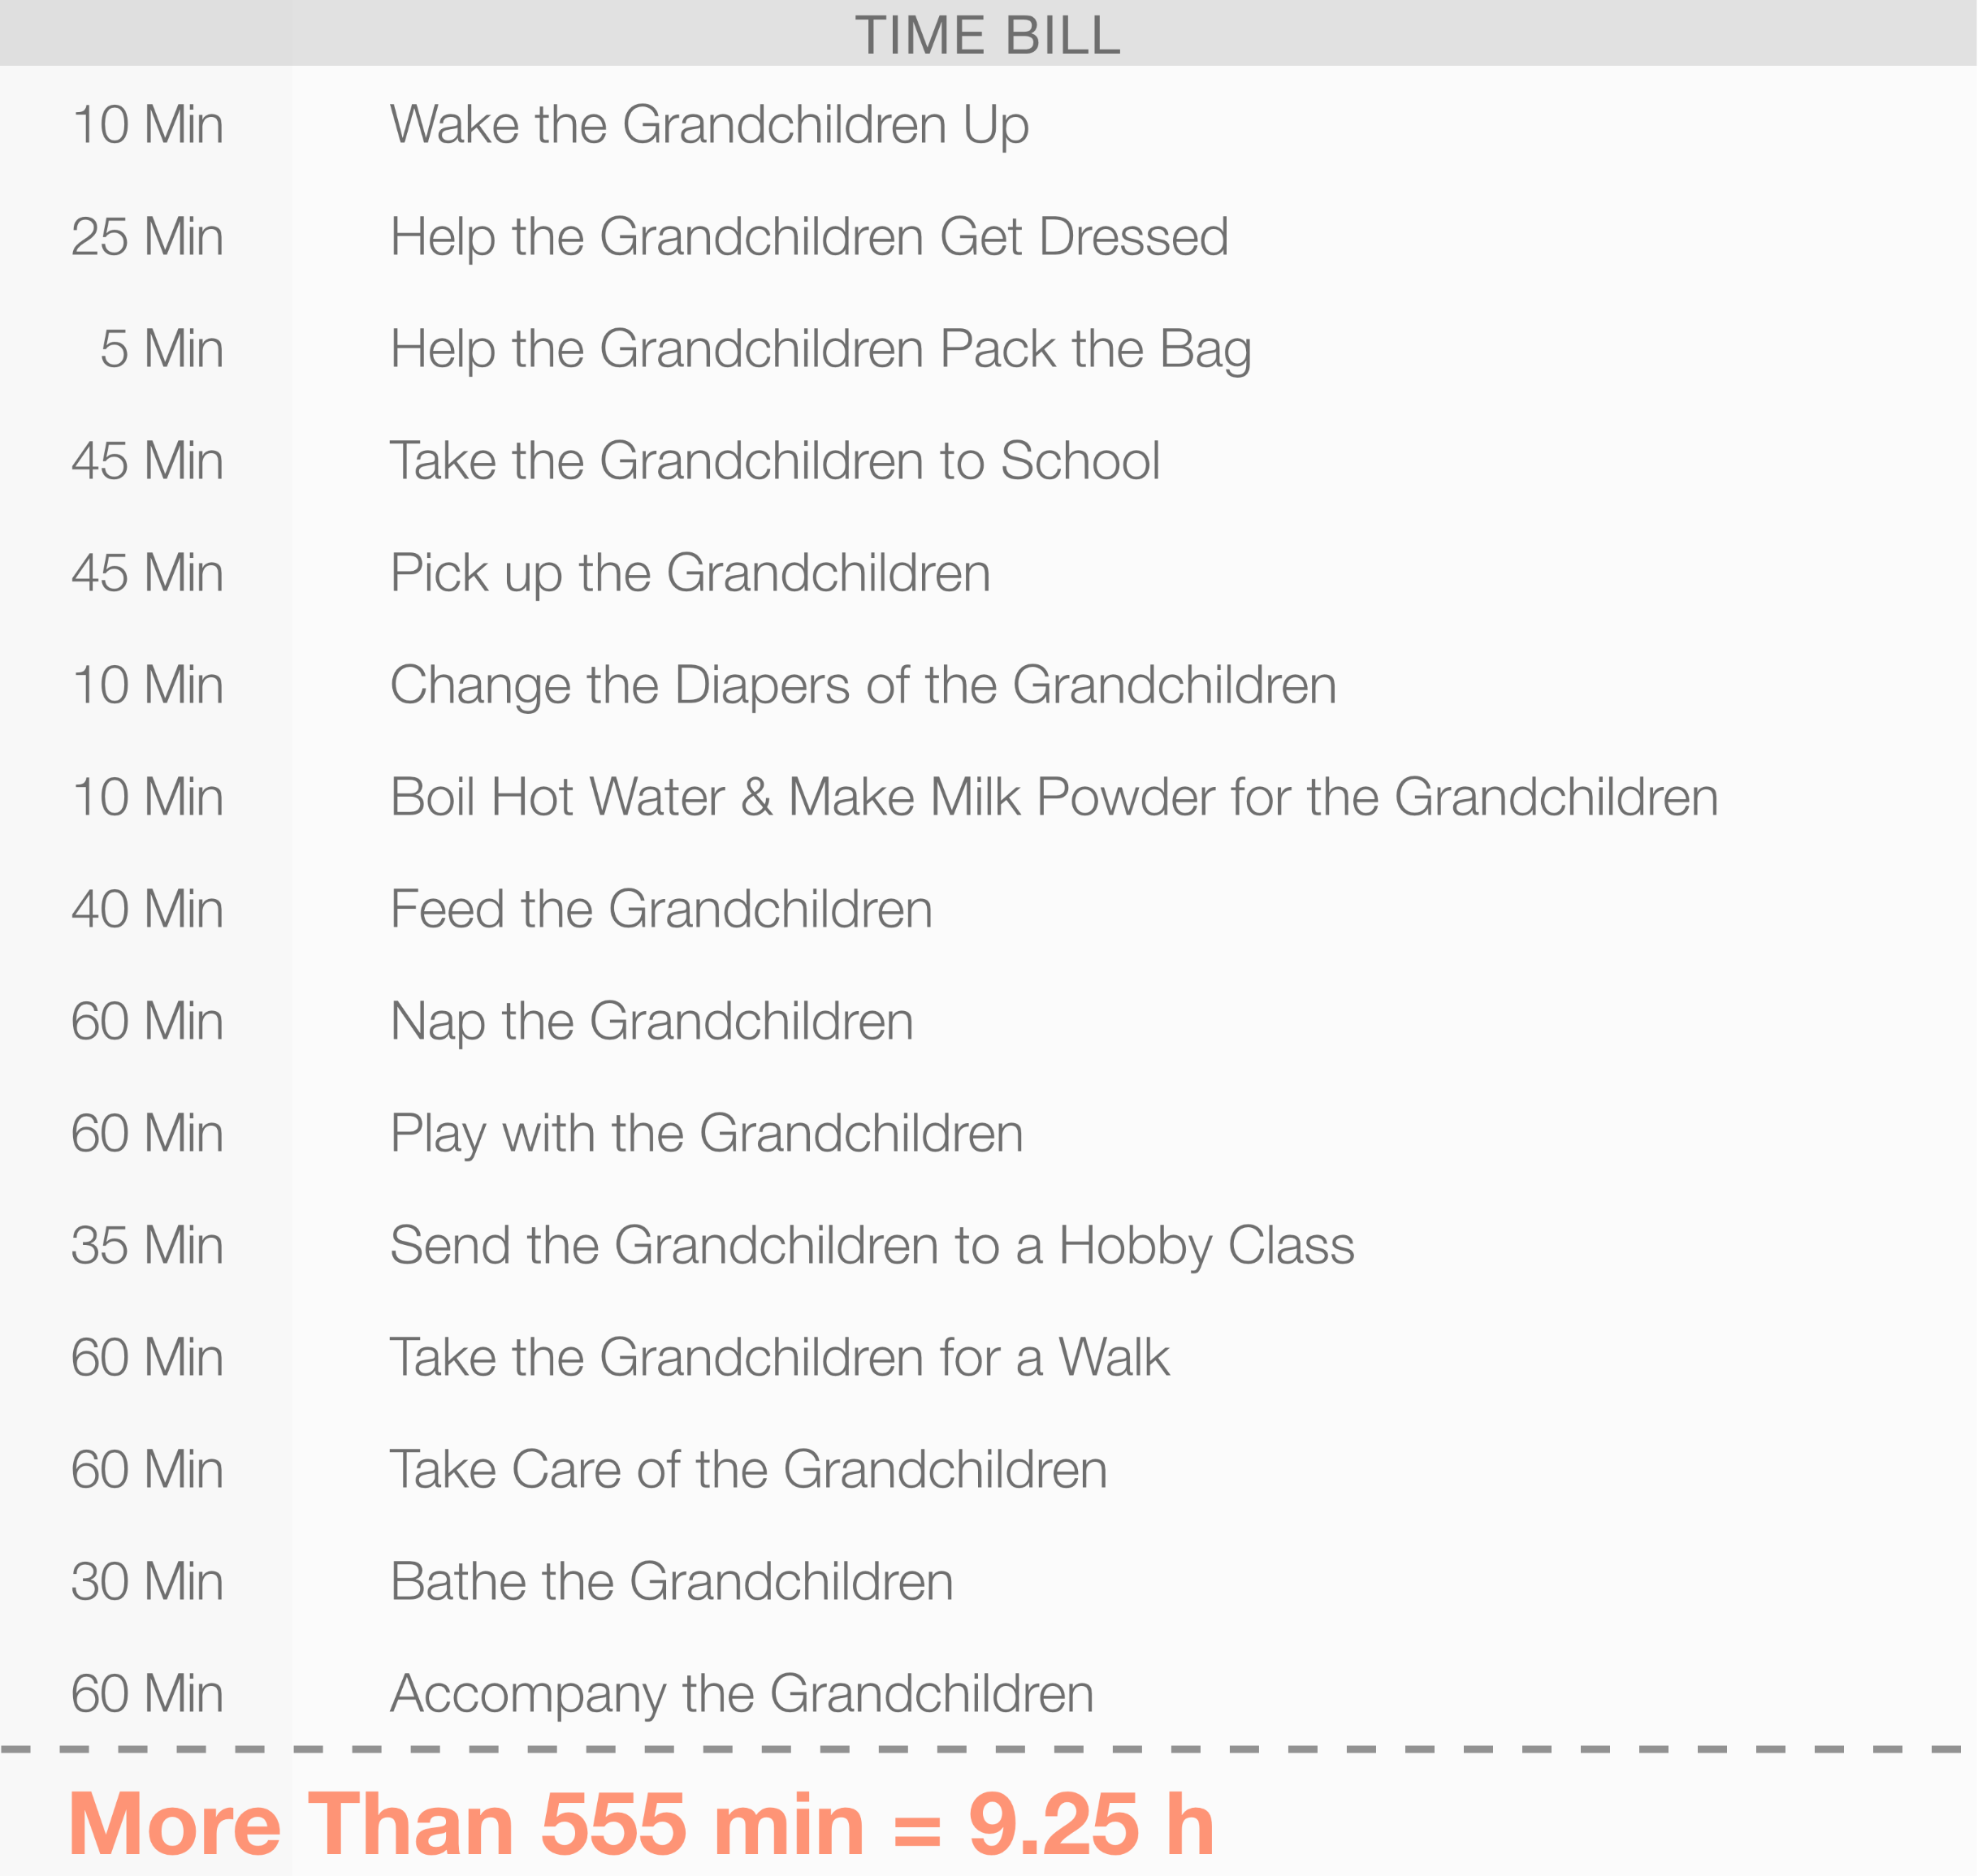 TIME BILL
10 Min Wake the Grandchildren Up
25 Min Help the Grandchildren Get Dressed
5 Min Help the Grandchildren Pack the Bag
45 Min Take the Grandchildren to School
45 Min Pick up the Grandchildren
10 Min Change the Diapers of the Grandchildren
10 Min Boil Hot Water & Make Milk Powder for the Grandchildren
40 Min Feed the Grandchildren
60 Min Nap the Grandchildren
60 Min Play with the Grandchildren
35 Min Send the Grandchildren to a Hobby Class
60 Min Take the Grandchildren for a Walk
60 Min Take Care of the Grandchildren
30 Min Bathe the Grandchildren
60 Min Accompany the Grandchildren
More Than 555 min = 9.25 h